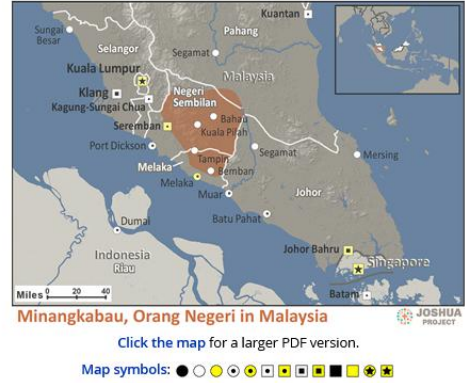 Kuantan
Pahang
Sungai
Besar
Selangor
Segamat
Kuala Lumpur
Malaysia
Klang
Negeri
Sembilan
Kagung-Sungai Chua
Bahau
Seremban
Kuala Pilah
Port Dickson
Tampin
Segamat
Mersing
Melaka
Bemban
Melaka
Muar
Johor
Batu Pahat
Dumai
Indonesia
Riau
Johor Bahru
Singapore
Batam
Miles 0 20 40
Minangkabau, Orang Negeri in Malaysia
JOSHUA
PROJECT
Click the map for a larger PDF version.
Map symbols: